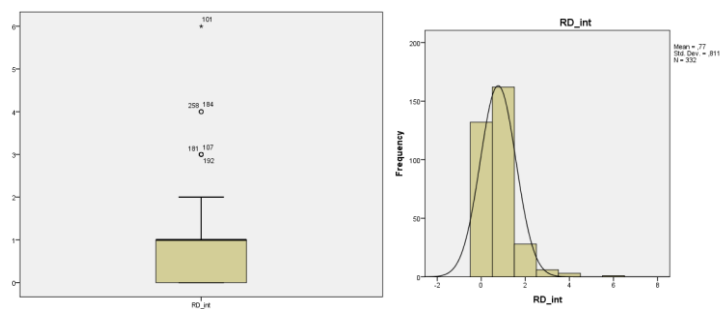 6
101
5
4
258 184
3
181 107
192
2
1
0
RD_int
RD_int
Mean = ,77
Std. Dev. = ,811
N = 332
200
150
100
50
0
Frequency
-2 0 2 4 6 8
RD_int